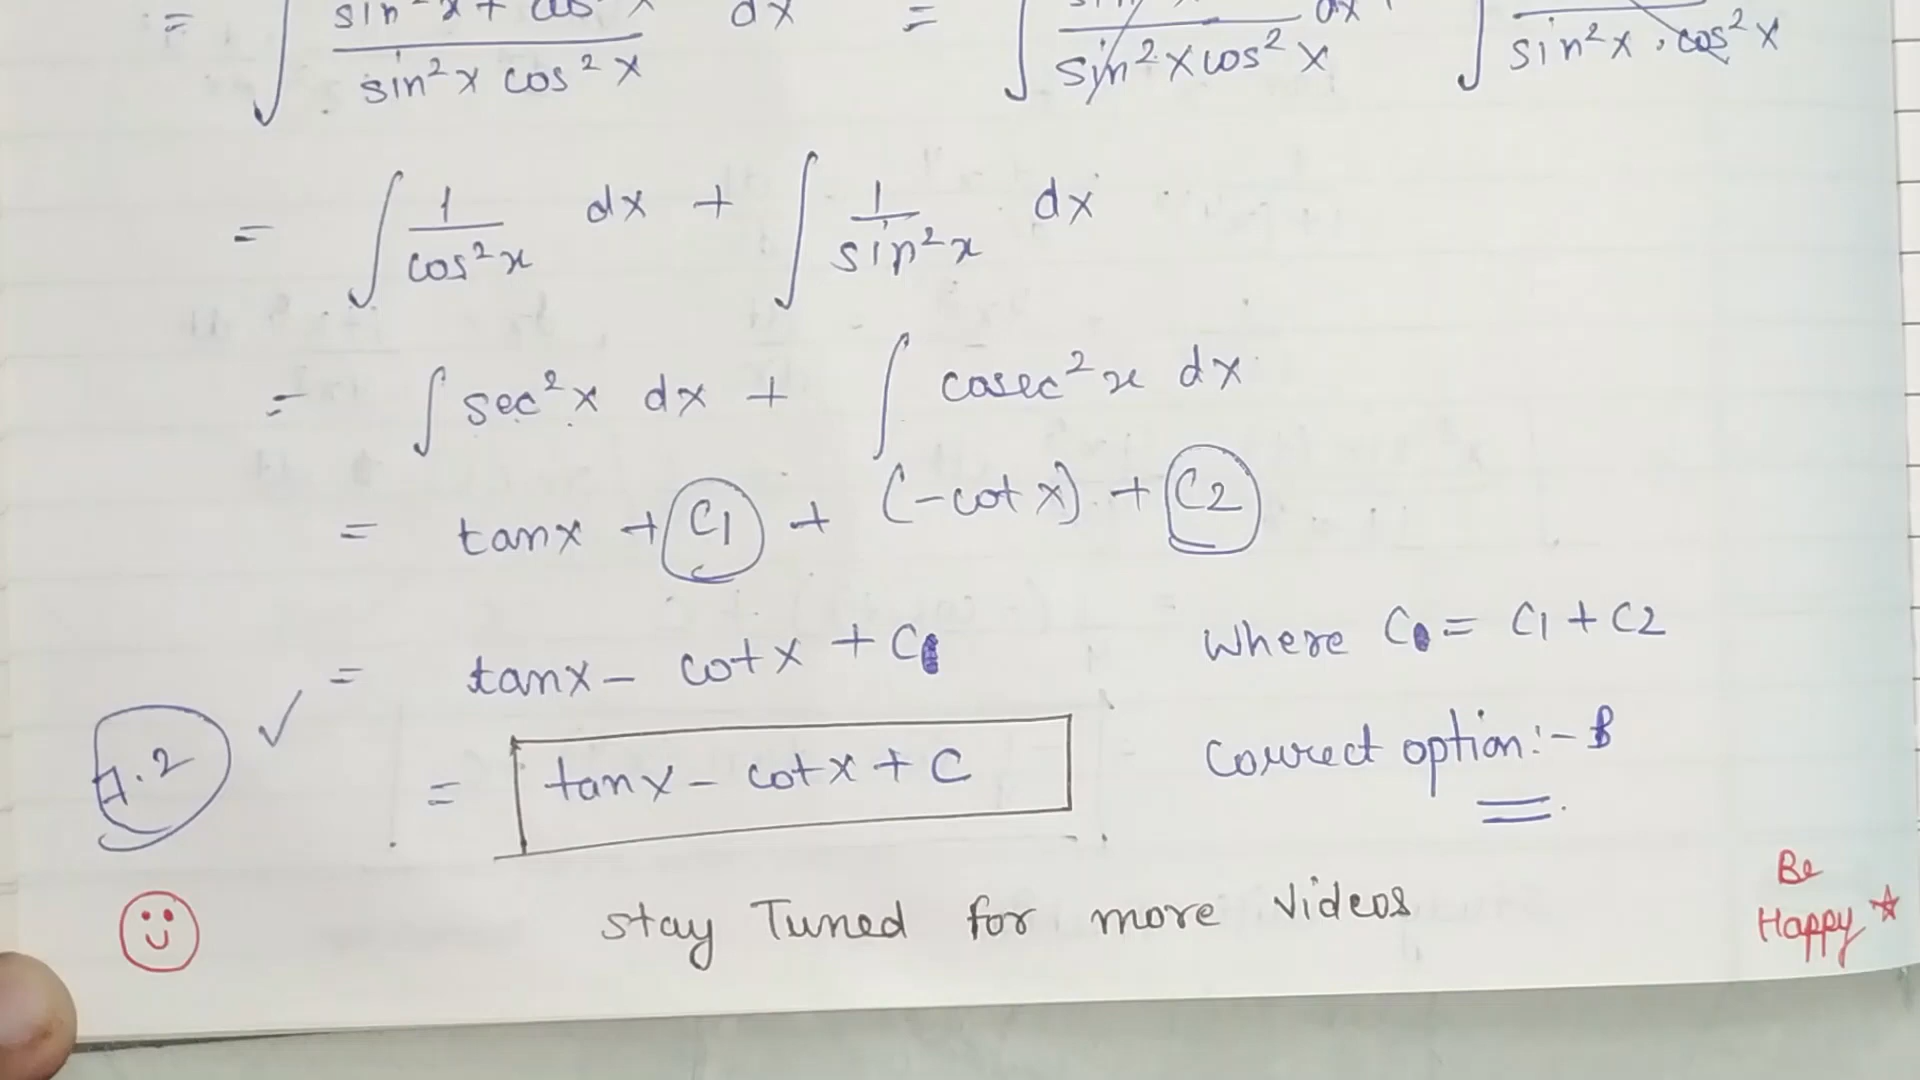 = ∫ sin²x + cos²x / sin²x cos²x dx = ∫ / sin²x cos²x dx + ∫ / sin²x . cos²x
= ∫ 1/cos²x dx + ∫ 1/sin²x dx
= ∫ sec²x dx + ∫ cosec²x dx
= tanx + C1 + (-cot x) + C2
= tanx - cotx + C where C = C1 + C2
7.2 ✓
= tanx - cotx + C correct option:- B
stay Tuned for more videos
Be
Happy ☆